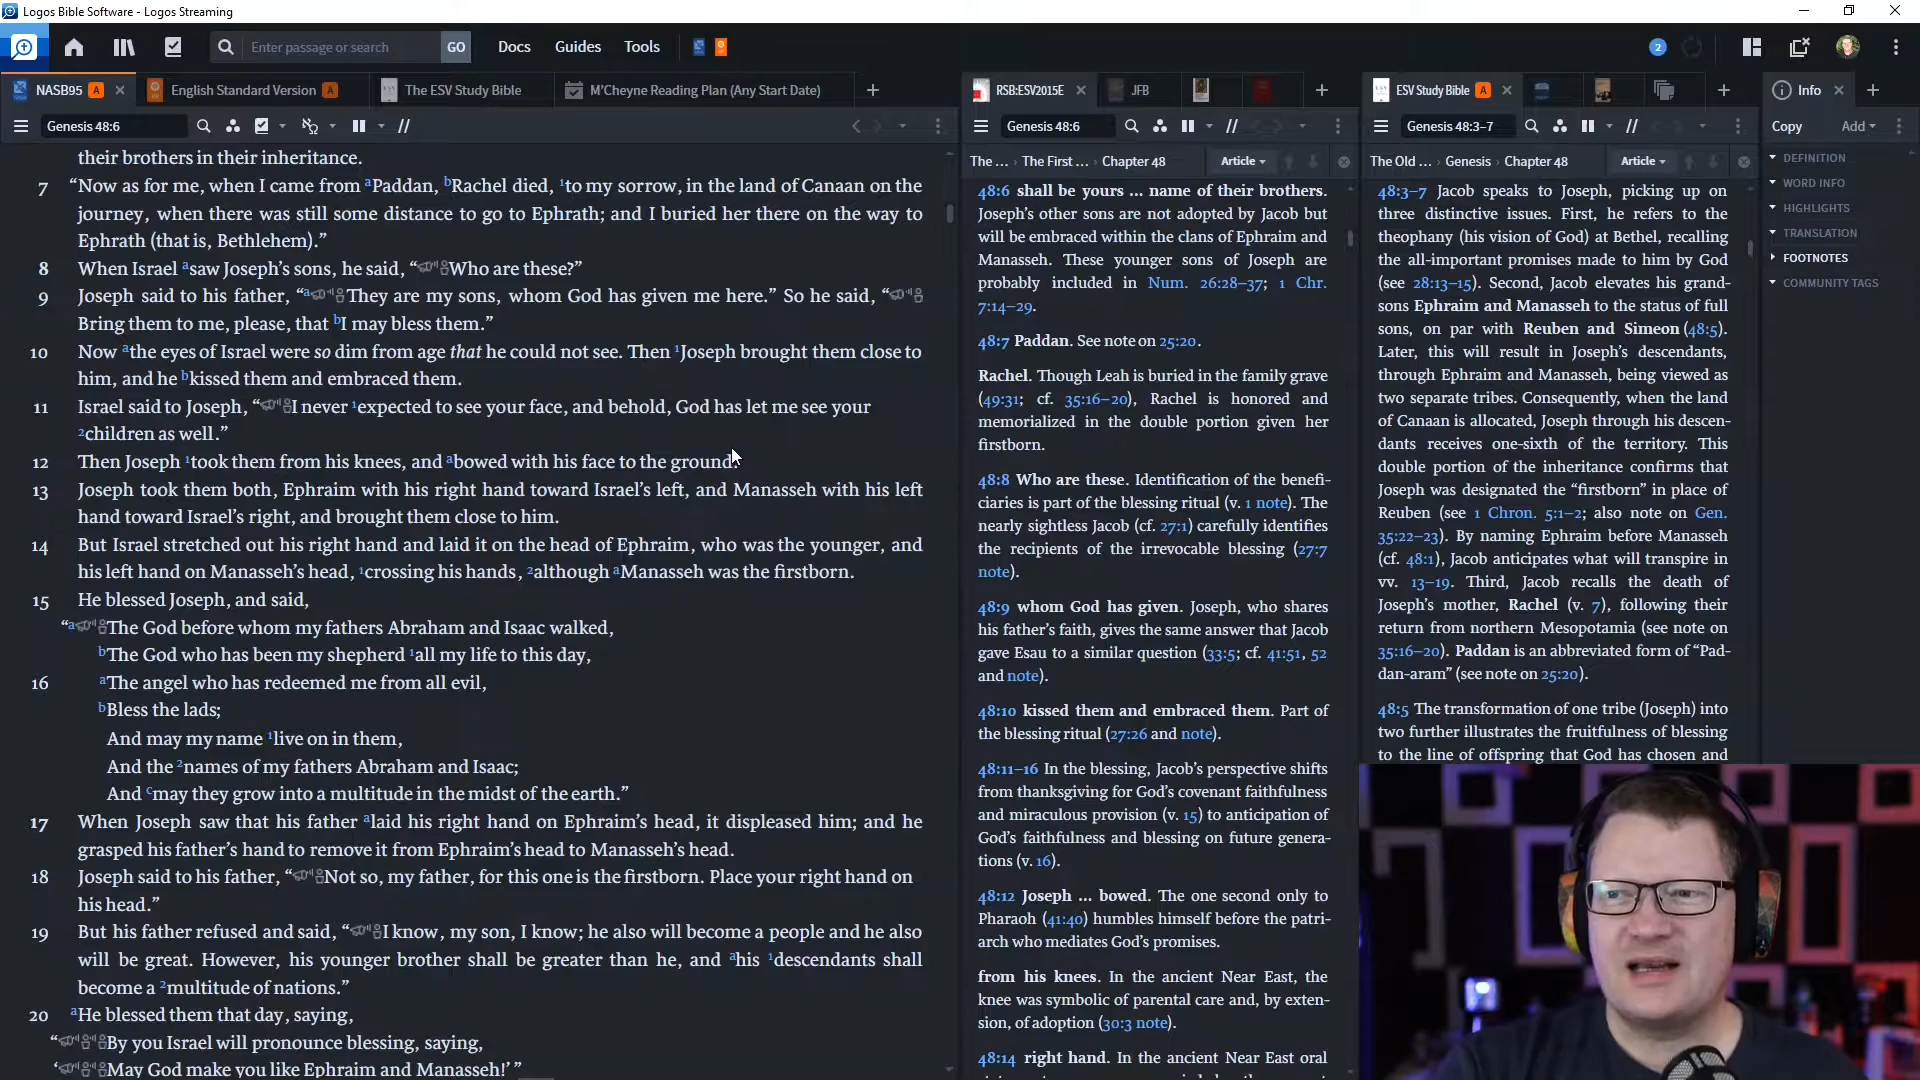 Logos Bible Software - Logos Streaming
Enter passage or search
GO
Docs
Guides
Tools
2
NASB95 A
English Standard Version A
The ESV Study Bible
M'Cheyne Reading Plan (Any Start Date)
RSB:ESV2015E
JFB
ESV Study Bible A
Info
Genesis 48:6
Genesis 48:6
Genesis 48:3–7
Copy
Add
their brothers in their inheritance.
7 “Now as for me, when I came from aPaddan, bRachel died, 1to my sorrow, in the land of Canaan on the
journey, when there was still some distance to go to Ephrath; and I buried her there on the way to
Ephrath (that is, Bethlehem).”
8 When Israel asaw Joseph’s sons, he said, “Who are these?”
9 Joseph said to his father, “aThey are my sons, whom God has given me here.” So he said, “
Bring them to me, please, that bI may bless them.”
10 Now athe eyes of Israel were so dim from age that he could not see. Then 1Joseph brought them close to
him, and he bkissed them and embraced them.
11 Israel said to Joseph, “I never 1expected to see your face, and behold, God has let me see your
2children as well.”
12 Then Joseph 1took them from his knees, and abowed with his face to the ground.
13 Joseph took them both, Ephraim with his right hand toward Israel’s left, and Manasseh with his left
hand toward Israel’s right, and brought them close to him.
14 But Israel stretched out his right hand and laid it on the head of Ephraim, who was the younger, and
his left hand on Manasseh’s head, 1crossing his hands, 2although aManasseh was the firstborn.
15 He blessed Joseph, and said,
“aThe God before whom my fathers Abraham and Isaac walked,
bThe God who has been my shepherd 1all my life to this day,
16 aThe angel who has redeemed me from all evil,
bBless the lads;
And may my name 1live on in them,
And the 2names of my fathers Abraham and Isaac;
And cmay they grow into a multitude in the midst of the earth.”
17 When Joseph saw that his father alaid his right hand on Ephraim’s head, it displeased him; and he
grasped his father’s hand to remove it from Ephraim’s head to Manasseh’s head.
18 Joseph said to his father, “Not so, my father, for this one is the firstborn. Place your right hand on
his head.”
19 But his father refused and said, “I know, my son, I know; he also will become a people and he also
will be great. However, his younger brother shall be greater than he, and ahis 1descendants shall
become a 2multitude of nations.”
20 aHe blessed them that day, saying,
“By you Israel will pronounce blessing, saying,
‘May God make you like Ephraim and Manasseh!’ ”
The ... › The First ... › Chapter 48
Article
48:6 shall be yours ... name of their brothers.
Joseph’s other sons are not adopted by Jacob but
will be embraced within the clans of Ephraim and
Manasseh. These younger sons of Joseph are
probably included in Num. 26:28–37; 1 Chr.
7:14–29.
48:7 Paddan. See note on 25:20.
Rachel. Though Leah is buried in the family grave
(49:31; cf. 35:16–20), Rachel is honored and
memorialized in the double portion given her
firstborn.
48:8 Who are these. Identification of the benefi-
ciaries is part of the blessing ritual (v. 1 note). The
nearly sightless Jacob (cf. 27:1) carefully identifies
the recipients of the irrevocable blessing (27:7
note).
48:9 whom God has given. Joseph, who shares
his father’s faith, gives the same answer that Jacob
gave Esau to a similar question (33:5; cf. 41:51, 52
and note).
48:10 kissed them and embraced them. Part of
the blessing ritual (27:26 and note).
48:11–16 In the blessing, Jacob’s perspective shifts
from thanksgiving for God’s covenant faithfulness
and miraculous provision (v. 15) to anticipation of
God’s faithfulness and blessing on future genera-
tions (v. 16).
48:12 Joseph ... bowed. The one second only to
Pharaoh (41:40) humbles himself before the patri-
arch who mediates God’s promises.
from his knees. In the ancient Near East, the
knee was symbolic of parental care and, by exten-
sion, of adoption (30:3 note).
48:14 right hand. In the ancient Near East oral
The Old ... › Genesis › Chapter 48
Article
48:3–7 Jacob speaks to Joseph, picking up on
three distinctive issues. First, he refers to the
theophany (his vision of God) at Bethel, recalling
the all-important promises made to him by God
(see 28:13–15). Second, Jacob elevates his grand-
sons Ephraim and Manasseh to the status of full
sons, on par with Reuben and Simeon (48:5).
Later, this will result in Joseph’s descendants,
through Ephraim and Manasseh, being viewed as
two separate tribes. Consequently, when the land
of Canaan is allocated, Joseph through his descen-
dants receives one-sixth of the territory. This
double portion of the inheritance confirms that
Joseph was designated the “firstborn” in place of
Reuben (see 1 Chron. 5:1–2; also note on Gen.
35:22–23). By naming Ephraim before Manasseh
(cf. 48:1), Jacob anticipates what will transpire in
vv. 13–19. Third, Jacob recalls the death of
Joseph’s mother, Rachel (v. 7), following their
return from northern Mesopotamia (see note on
35:16–20). Paddan is an abbreviated form of “Pad-
dan-aram” (see note on 25:20).
48:5 The transformation of one tribe (Joseph) into
two further illustrates the fruitfulness of blessing
to the line of offspring that God has chosen and
DEFINITION
WORD INFO
HIGHLIGHTS
TRANSLATION
FOOTNOTES
COMMUNITY TAGS